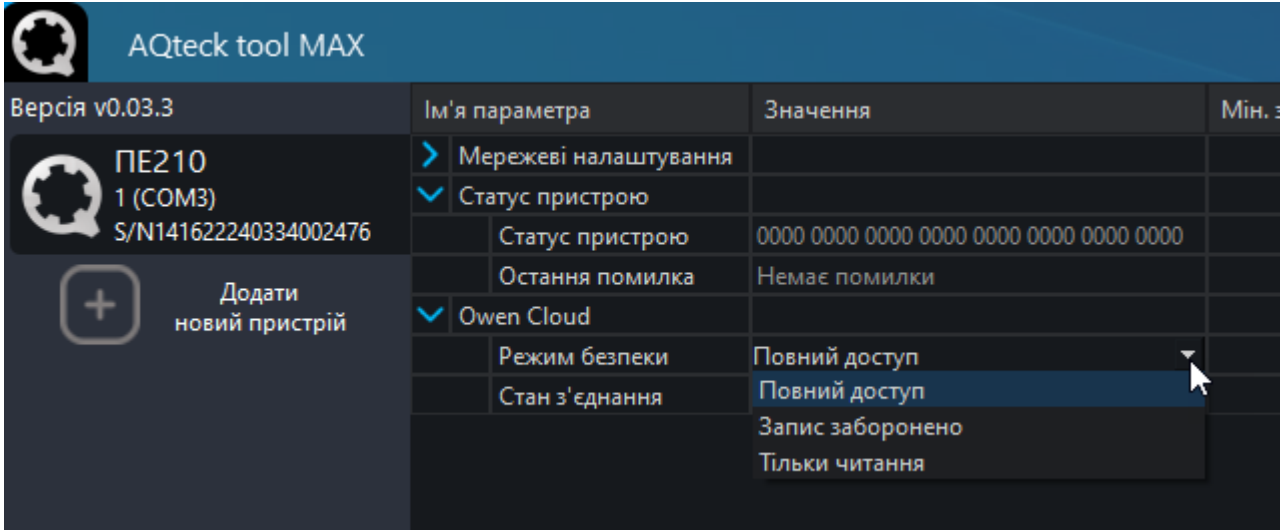 AQteck tool MAX
Версія v0.03.3
ПЕ210
1 (COM3)
S/N141622240334002476
Додати
новий пристрій
Ім'я параметра Значення Мін.
Мережеві налаштування
Статус пристрою
Статус пристрою 0000 0000 0000 0000 0000 0000 0000 0000
Остання помилка Немає помилки
Owen Cloud
Режим безпеки Повний доступ
Стан з'єднання Повний доступ
Запис заборонено
Тільки читання